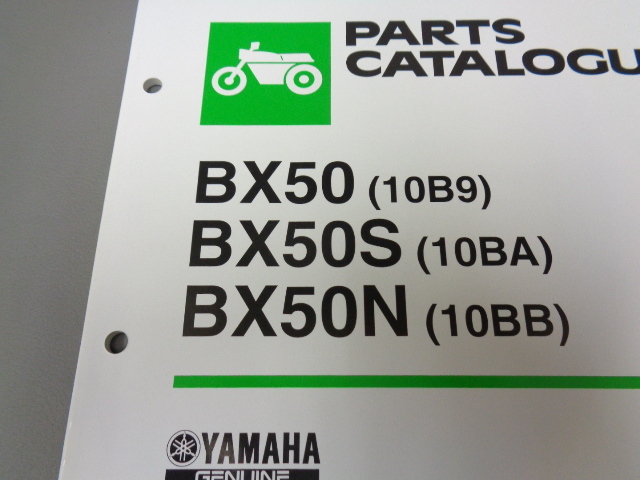 PARTS
CATALOGU
BX50 (10B9)
BX50S (10BA)
BX50N (10BB)
YAMAHA
GENUINE